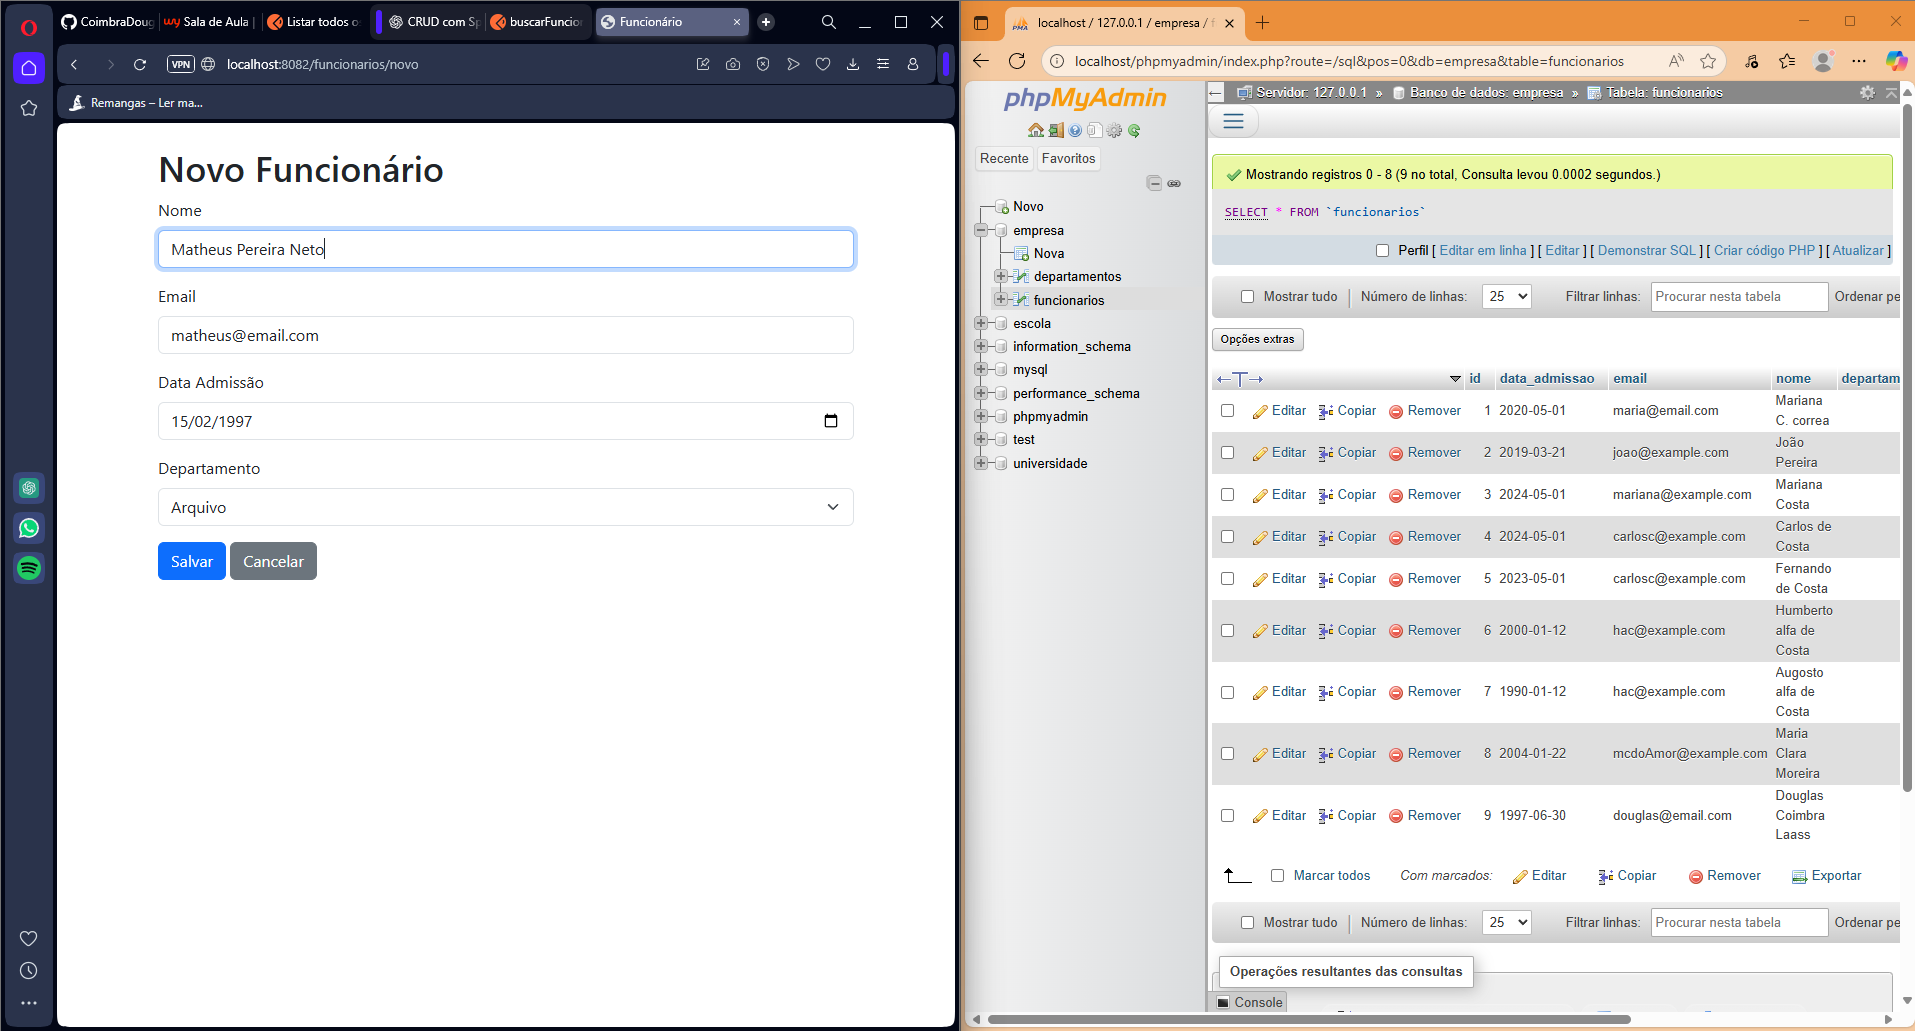 CoimbraDoug
Sala de Aula
Listar todos o
CRUD com Sp
buscarFuncio
Funcionário
VPN
localhost:8082/funcionarios/novo
Remangas – Ler ma...
Novo Funcionário
Nome
Matheus Pereira Neto
Email
matheus@email.com
Data Admissão
15/02/1997
Departamento
Arquivo
Salvar Cancelar
localhost / 127.0.0.1 / empresa / f
localhost/phpmyadmin/index.php?route=/sql&pos=0&db=empresa&table=funcionarios
phpMyAdmin
Recente Favoritos
Novo
empresa
Nova
departamentos
funcionarios
escola
information_schema
mysql
performance_schema
phpmyadmin
test
universidade
Servidor: 127.0.0.1 » Banco de dados: empresa » Tabela: funcionarios
Mostrando registros 0 - 8 (9 no total, Consulta levou 0.0002 segundos.)
SELECT * FROM `funcionarios`
Perfil [ Editar em linha ] [ Editar ] [ Demonstrar SQL ] [ Criar código PHP ] [ Atualizar ]
Mostrar tudo Número de linhas: 25 Filtrar linhas: Procurar nesta tabela Ordenar pe
Opções extras
id data_admissao email nome departam
Editar Copiar Remover 1 2020-05-01 maria@email.com Mariana
C. correa
Editar Copiar Remover 2 2019-03-21 joao@example.com João
Pereira
Editar Copiar Remover 3 2024-05-01 mariana@example.com Mariana
Costa
Editar Copiar Remover 4 2024-05-01 carlosc@example.com Carlos de
Costa
Editar Copiar Remover 5 2023-05-01 carlosc@example.com Fernando
de Costa
Editar Copiar Remover 6 2000-01-12 hac@example.com Humberto
alfa de
Costa
Editar Copiar Remover 7 1990-01-12 hac@example.com Augosto
alfa de
Costa
Editar Copiar Remover 8 2004-01-22 mcdoAmor@example.com Maria
Clara
Moreira
Editar Copiar Remover 9 1997-06-30 douglas@email.com Douglas
Coimbra
Laass
Marcar todos Com marcados: Editar Copiar Remover Exportar
Mostrar tudo Número de linhas: 25 Filtrar linhas: Procurar nesta tabela Ordenar pe
Operações resultantes das consultas
Console